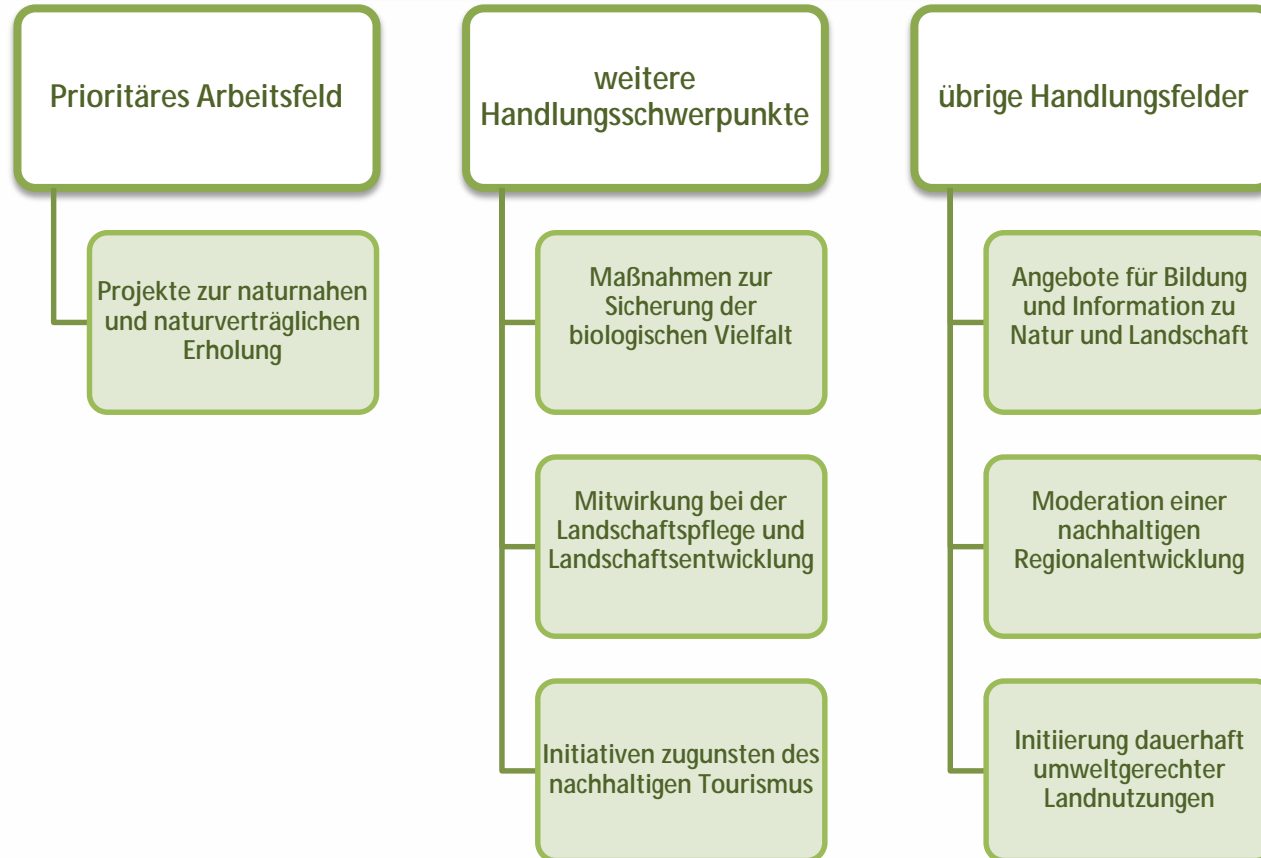 Prioritäres Arbeitsfeld
Projekte zur naturnahen
und naturverträglichen
Erholung
weitere
Handlungsschwerpunkte
Maßnahmen zur
Sicherung der
biologischen Vielfalt
Mitwirkung bei der
Landschaftspflege und
Landschaftsentwicklung
Initiativen zugunsten des
nachhaltigen Tourismus
übrige Handlungsfelder
Angebote für Bildung
und Information zu
Natur und Landschaft
Moderation einer
nachhaltigen
Regionalentwicklung
Initiierung dauerhaft
umweltgerechter
Landnutzungen